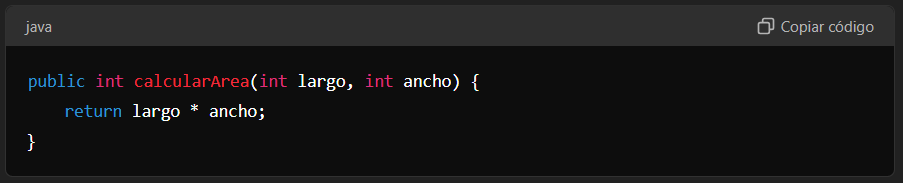 java
Copiar código
public int calcularArea(int largo, int ancho) {
    return largo * ancho;
}